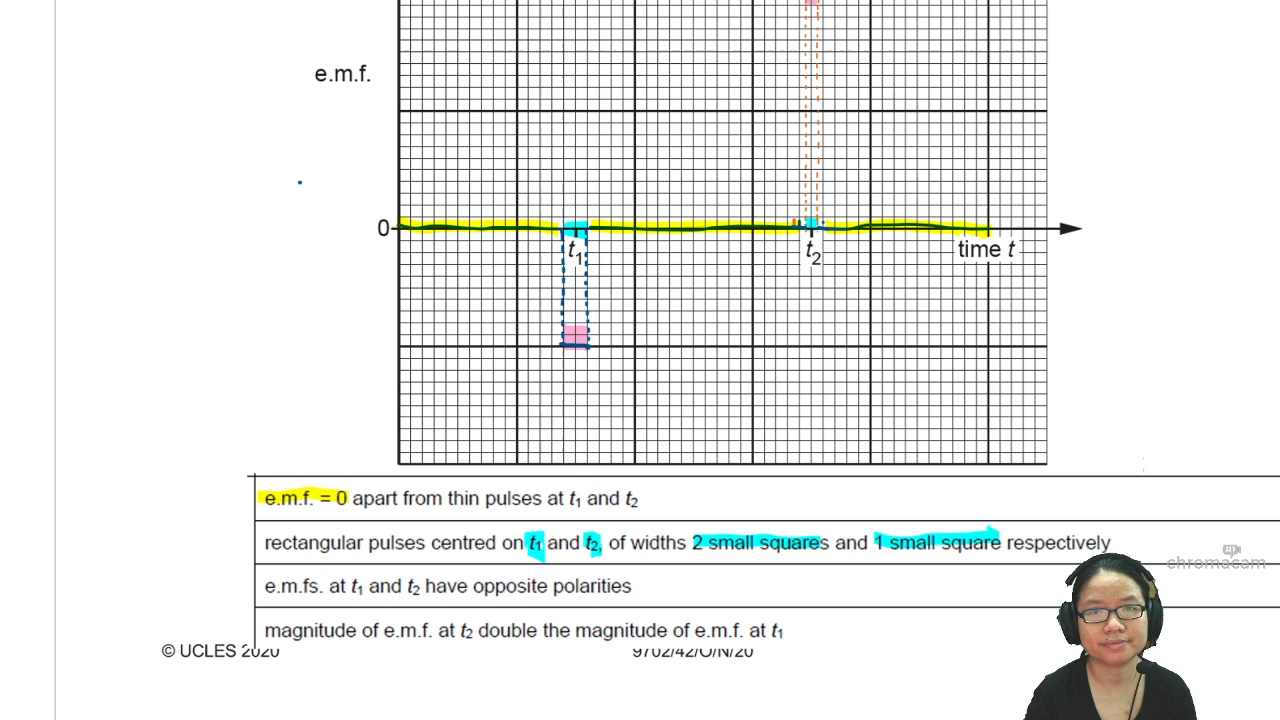 e.m.f.
0
t1
t2
time t
e.m.f. = 0 apart from thin pulses at t1 and t2
rectangular pulses centred on t1 and t2, of widths 2 small squares and 1 small square respectively
chromacam
e.m.fs. at t1 and t2 have opposite polarities
magnitude of e.m.f. at t2 double the magnitude of e.m.f. at t1
© UCLES 2020 9702/42/O/N/20